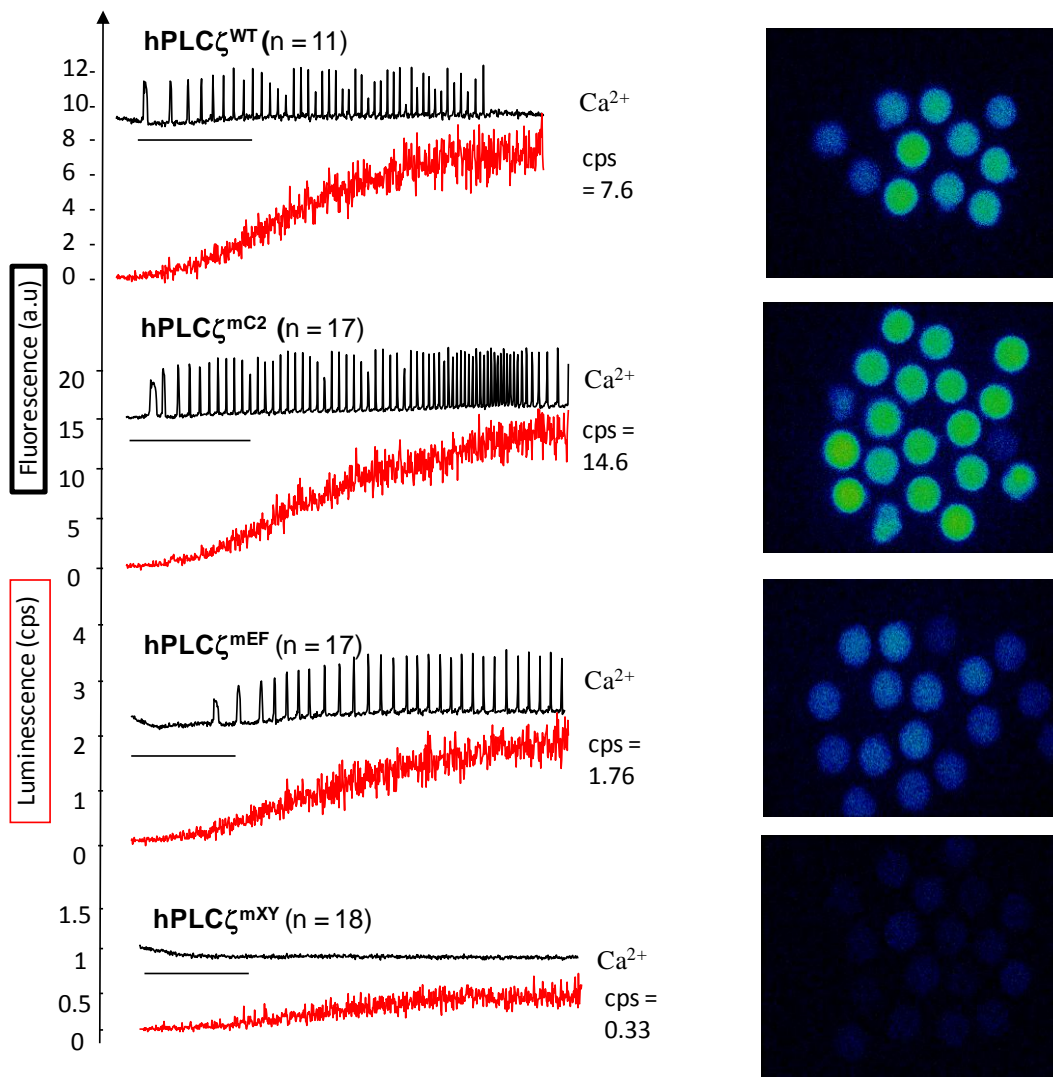 hPLCζWT (n = 11)
12-
10-
8 -
6 -
4 -
2 -
0 -
Ca2+
cps
= 7.6
Fluorescence (a.u)
hPLCζmC2 (n = 17)
20
15
10
5
0
Ca2+
cps =
14.6
Luminescence (cps)
hPLCζmEF (n = 17)
4
3
2
1
0
Ca2+
cps =
1.76
hPLCζmXY (n = 18)
1.5
1
0.5
0
Ca2+
cps =
0.33